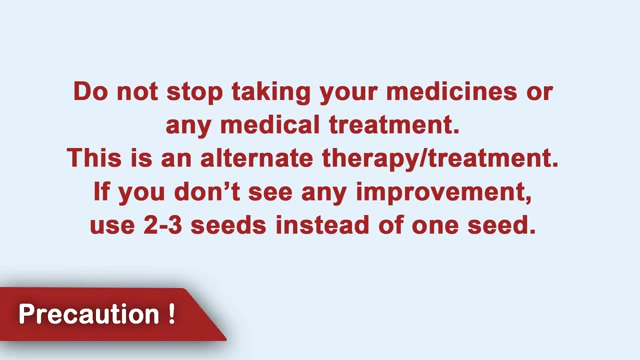 Do not stop taking your medicines or
any medical treatment.
This is an alternate therapy/treatment.
If you don’t see any improvement,
use 2-3 seeds instead of one seed.
Precaution !